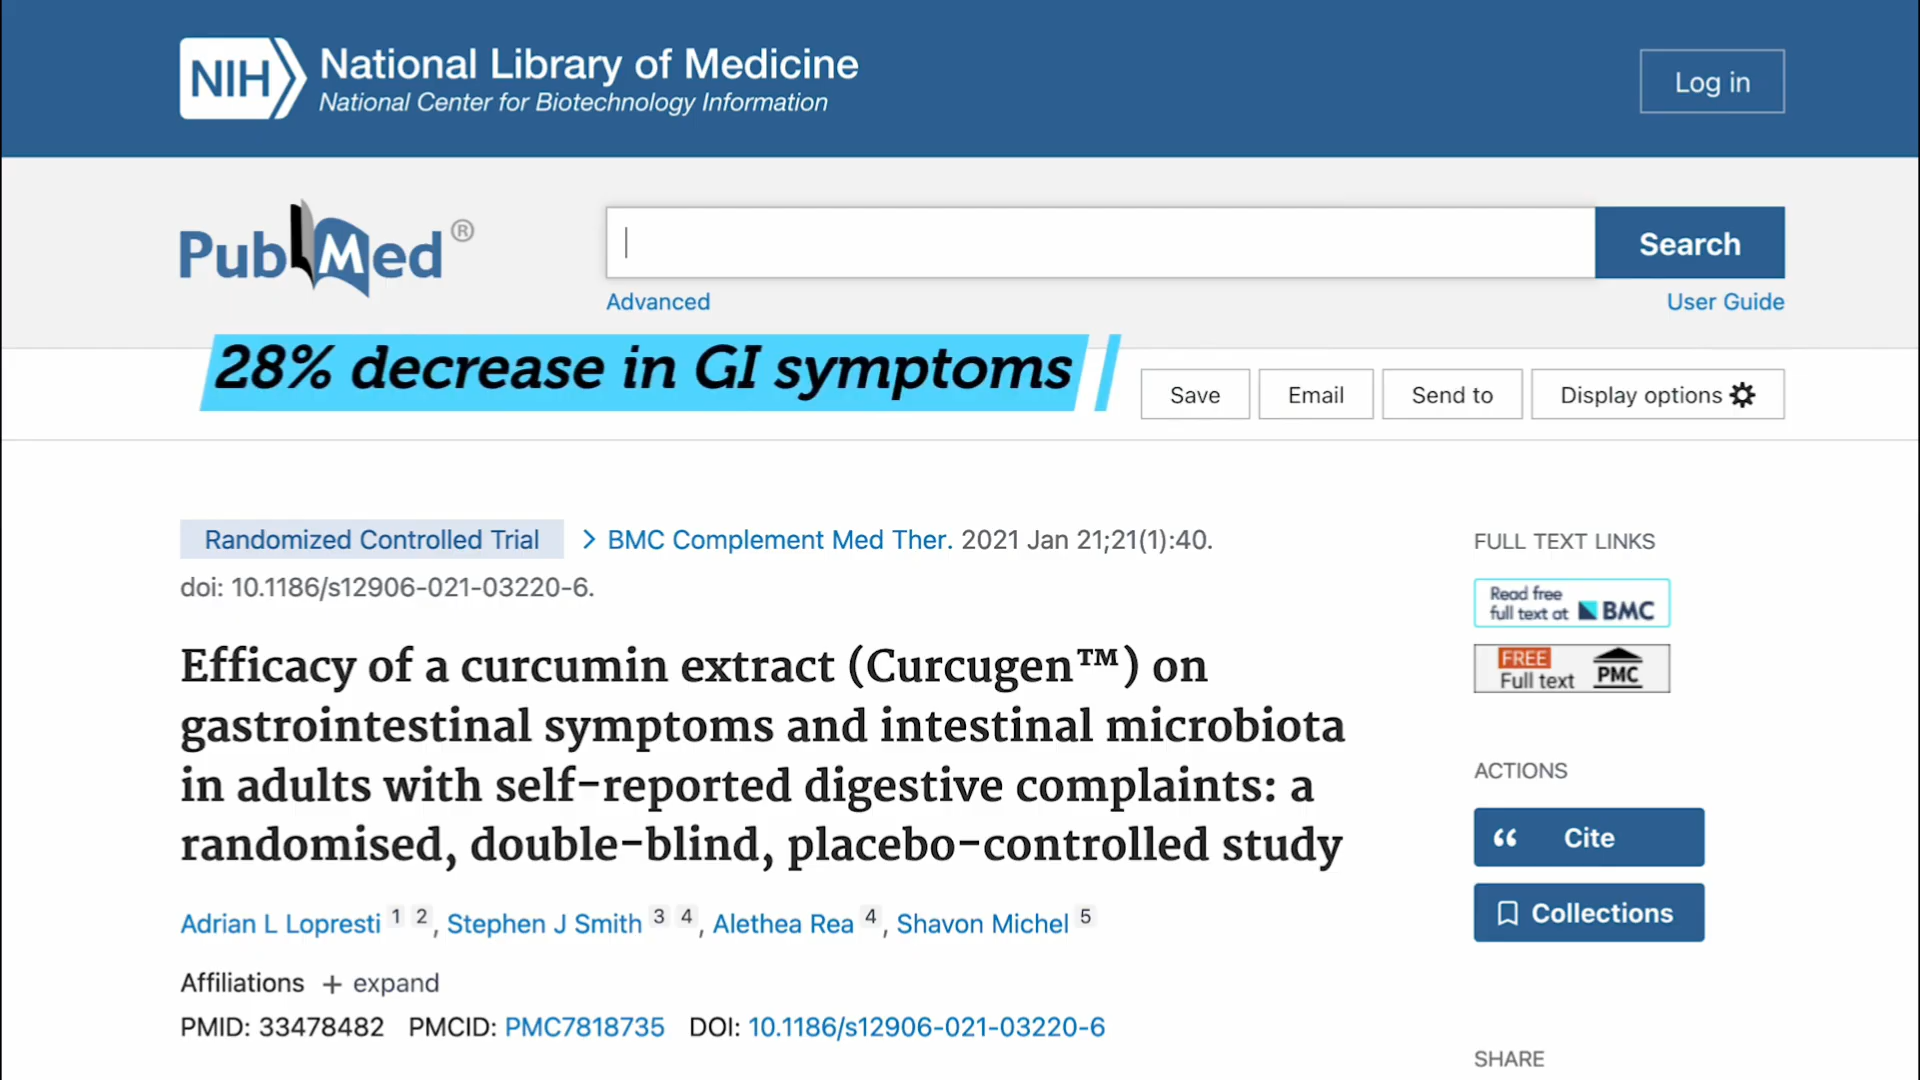 NIH National Library of Medicine
National Center for Biotechnology Information
Log in
PubMed®
Search
Advanced
User Guide
28% decrease in GI symptoms
Save
Email
Send to
Display options
Randomized Controlled Trial
BMC Complement Med Ther. 2021 Jan 21;21(1):40.
doi: 10.1186/s12906-021-03220-6.
Efficacy of a curcumin extract (Curcugen™) on
gastrointestinal symptoms and intestinal microbiota
in adults with self-reported digestive complaints: a
randomised, double-blind, placebo-controlled study
Adrian L Lopresti 1 2, Stephen J Smith 3 4, Alethea Rea 4, Shavon Michel 5
Affiliations + expand
PMID: 33478482 PMCID: PMC7818735 DOI: 10.1186/s12906-021-03220-6
FULL TEXT LINKS
Read free
full text at BMC
FREE
Full text PMC
ACTIONS
Cite
Collections
SHARE